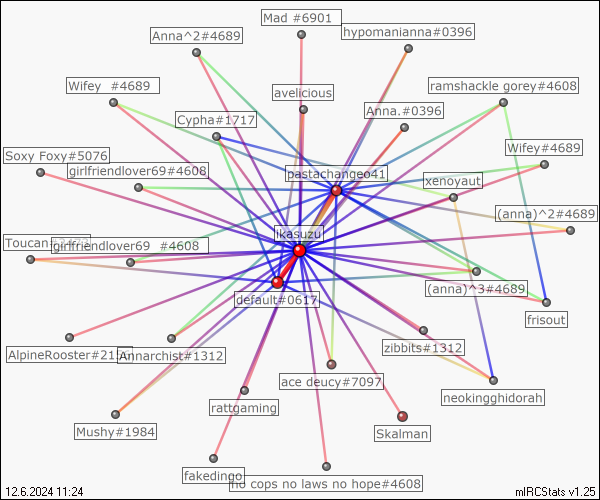 Mad #6901
Anna^2#4689
hypomanianna#0396
Wifey  #4689
avelicious
ramshackle gorey#4608
Cypha#1717
Anna.#0396
Soxy Foxy#5076
Wifey#4689
girlfriendlover69#4608
pastachangeo41
xenoyaut
(anna)^2#4689
ikasuzu
girlfriendlover69  #4608
(anna)^3#4689
default#0617
frisout
AlpineRooster#21
Annarchist#1312
zibbits#1312
ace deucy#7097
neokingghidorah
rattgaming
Mushy#1984
Skalman
fakedingo
no cops no laws no hope#4608
12.6.2024 11:24
mIRCStats v1.25